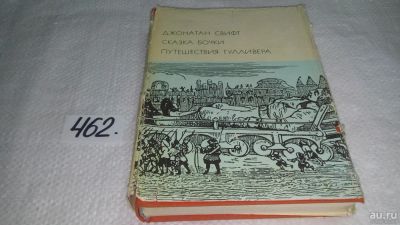 ДЖОНАТАН СВИФТ
СКАЗКА БОЧКИ
ПУТЕШЕСТВИЯ ГУЛЛИВЕРА
462.
au.ru